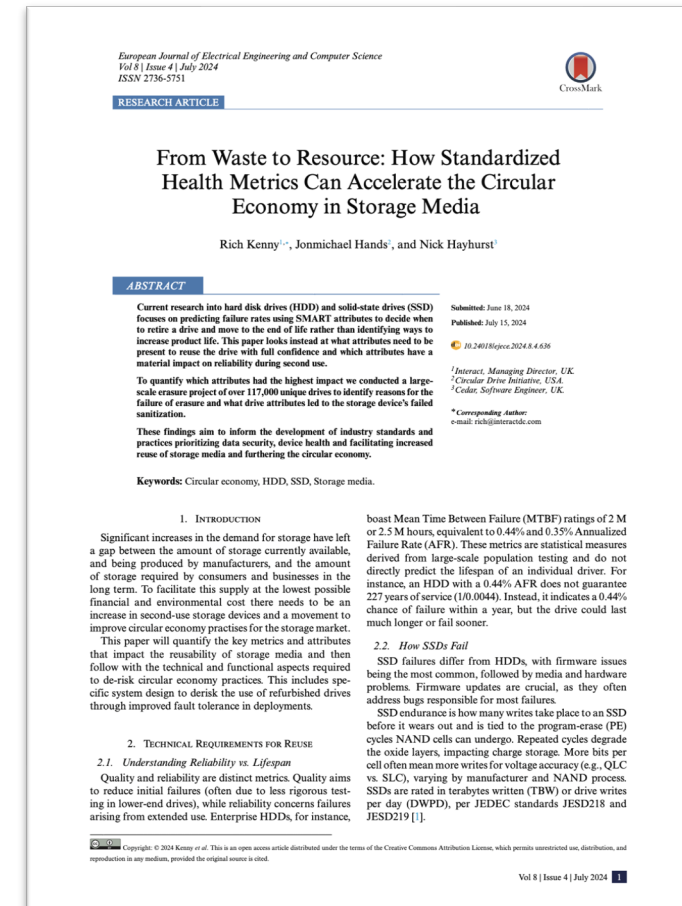 European Journal of Electrical Engineering and Computer Science
Vol 8 | Issue 4 | July 2024
ISSN 2736-5751
CrossMark
RESEARCH ARTICLE
From Waste to Resource: How Standardized
Health Metrics Can Accelerate the Circular
Economy in Storage Media
Rich Kenny1,*, Jonmichael Hands2, and Nick Hayhurst3
ABSTRACT
Current research into hard disk drives (HDD) and solid-state drives (SSD)
focuses on predicting failure rates using SMART attributes to decide when
to retire a drive and move to the end of life rather than identifying ways to
increase product life. This paper looks instead at what attributes need to be
present to reuse the drive with full confidence and which attributes have a
material impact on reliability during second use.
To quantify which attributes had the highest impact we conducted a large-
scale erasure project of over 117,000 unique drives to identify reasons for the
failure of erasure and what drive attributes led to the storage device's failed
sanitization.
These findings aim to inform the development of industry standards and
practices prioritizing data security, device health and facilitating increased
reuse of storage media and furthering the circular economy.
Keywords: Circular economy, HDD, SSD, Storage media.
Submitted: June 18, 2024
Published: July 15, 2024
10.24018/ejece.2024.8.4.636
1Interact, Managing Director, UK.
2Circular Drive Initiative, USA.
3Cedar, Software Engineer, UK.
*Corresponding Author:
e-mail: rich@interactdc.com
1. Introduction
Significant increases in the demand for storage have left
a gap between the amount of storage currently available,
and being produced by manufacturers, and the amount
of storage required by consumers and businesses in the
long term. To facilitate this supply at the lowest possible
financial and environmental cost there needs to be an
increase in second-use storage devices and a movement to
improve circular economy practises for the storage market.
This paper will quantify the key metrics and attributes
that impact the reusability of storage media and then
follow with the technical and functional aspects required
to de-risk circular economy practices. This includes spe-
cific system design to derisk the use of refurbished drives
through improved fault tolerance in deployments.
2. Technical Requirements for Reuse
2.1. Understanding Reliability vs. Lifespan
Quality and reliability are distinct metrics. Quality aims
to reduce initial failures (often due to less rigorous test-
ing in lower-end drives), while reliability concerns failures
arising from extended use. Enterprise HDDs, for instance,
boast Mean Time Between Failure (MTBF) ratings of 2 M
or 2.5 M hours, equivalent to 0.44% and 0.35% Annualized
Failure Rate (AFR). These metrics are statistical measures
derived from large-scale population testing and do not
directly predict the lifespan of an individual driver. For
instance, an HDD with a 0.44% AFR does not guarantee
227 years of service (1/0.0044). Instead, it indicates a 0.44%
chance of failure within a year, but the drive could last
much longer or fail sooner.
2.2. How SSDs Fail
SSD failures differ from HDDs, with firmware issues
being the most common, followed by media and hardware
problems. Firmware updates are crucial, as they often
address bugs responsible for most failures.
SSD endurance is how many writes take place to an SSD
before it wears out and is tied to the program-erase (PE)
cycles NAND cells can undergo. Repeated cycles degrade
the oxide layers, impacting charge storage. More bits per
cell often mean more writes for voltage accuracy (e.g., QLC
vs. SLC), varying by manufacturer and NAND process.
SSDs are rated in terabytes written (TBW) or drive writes
per day (DWPD), per JEDEC standards JESD218 and
JESD219 [1].
Copyright: © 2024 Kenny et al. This is an open access article distributed under the terms of the Creative Commons Attribution License, which permits unrestricted use, distribution, and
reproduction in any medium, provided the original source is cited.
Vol 8 | Issue 4 | July 2024 1